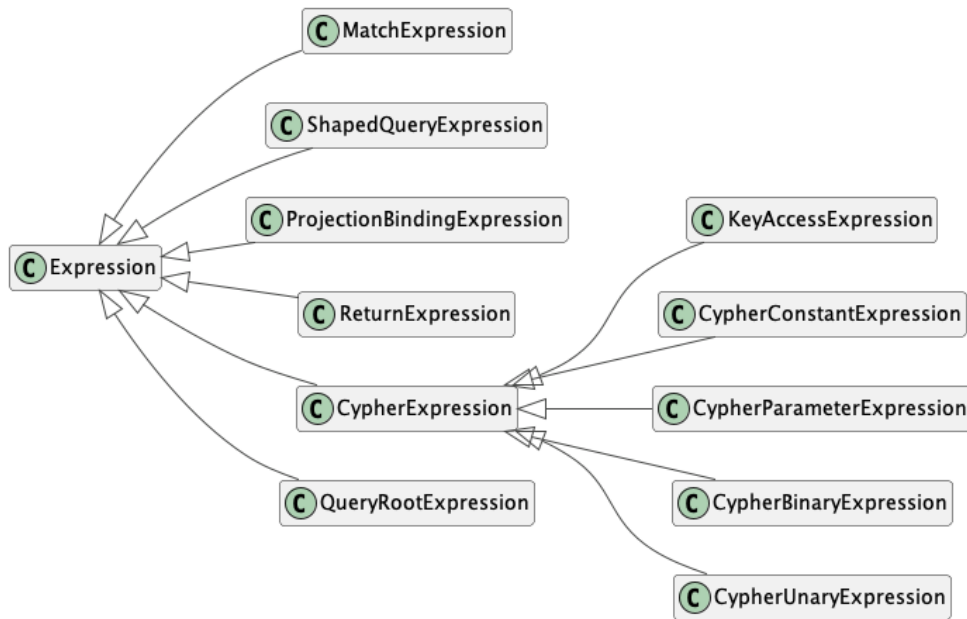 C MatchExpression
C ShapedQueryExpression
C ProjectionBindingExpression
C KeyAccessExpression
C Expression
C ReturnExpression
C CypherConstantExpression
C CypherExpression
C CypherParameterExpression
C QueryRootExpression
C CypherBinaryExpression
C CypherUnaryExpression